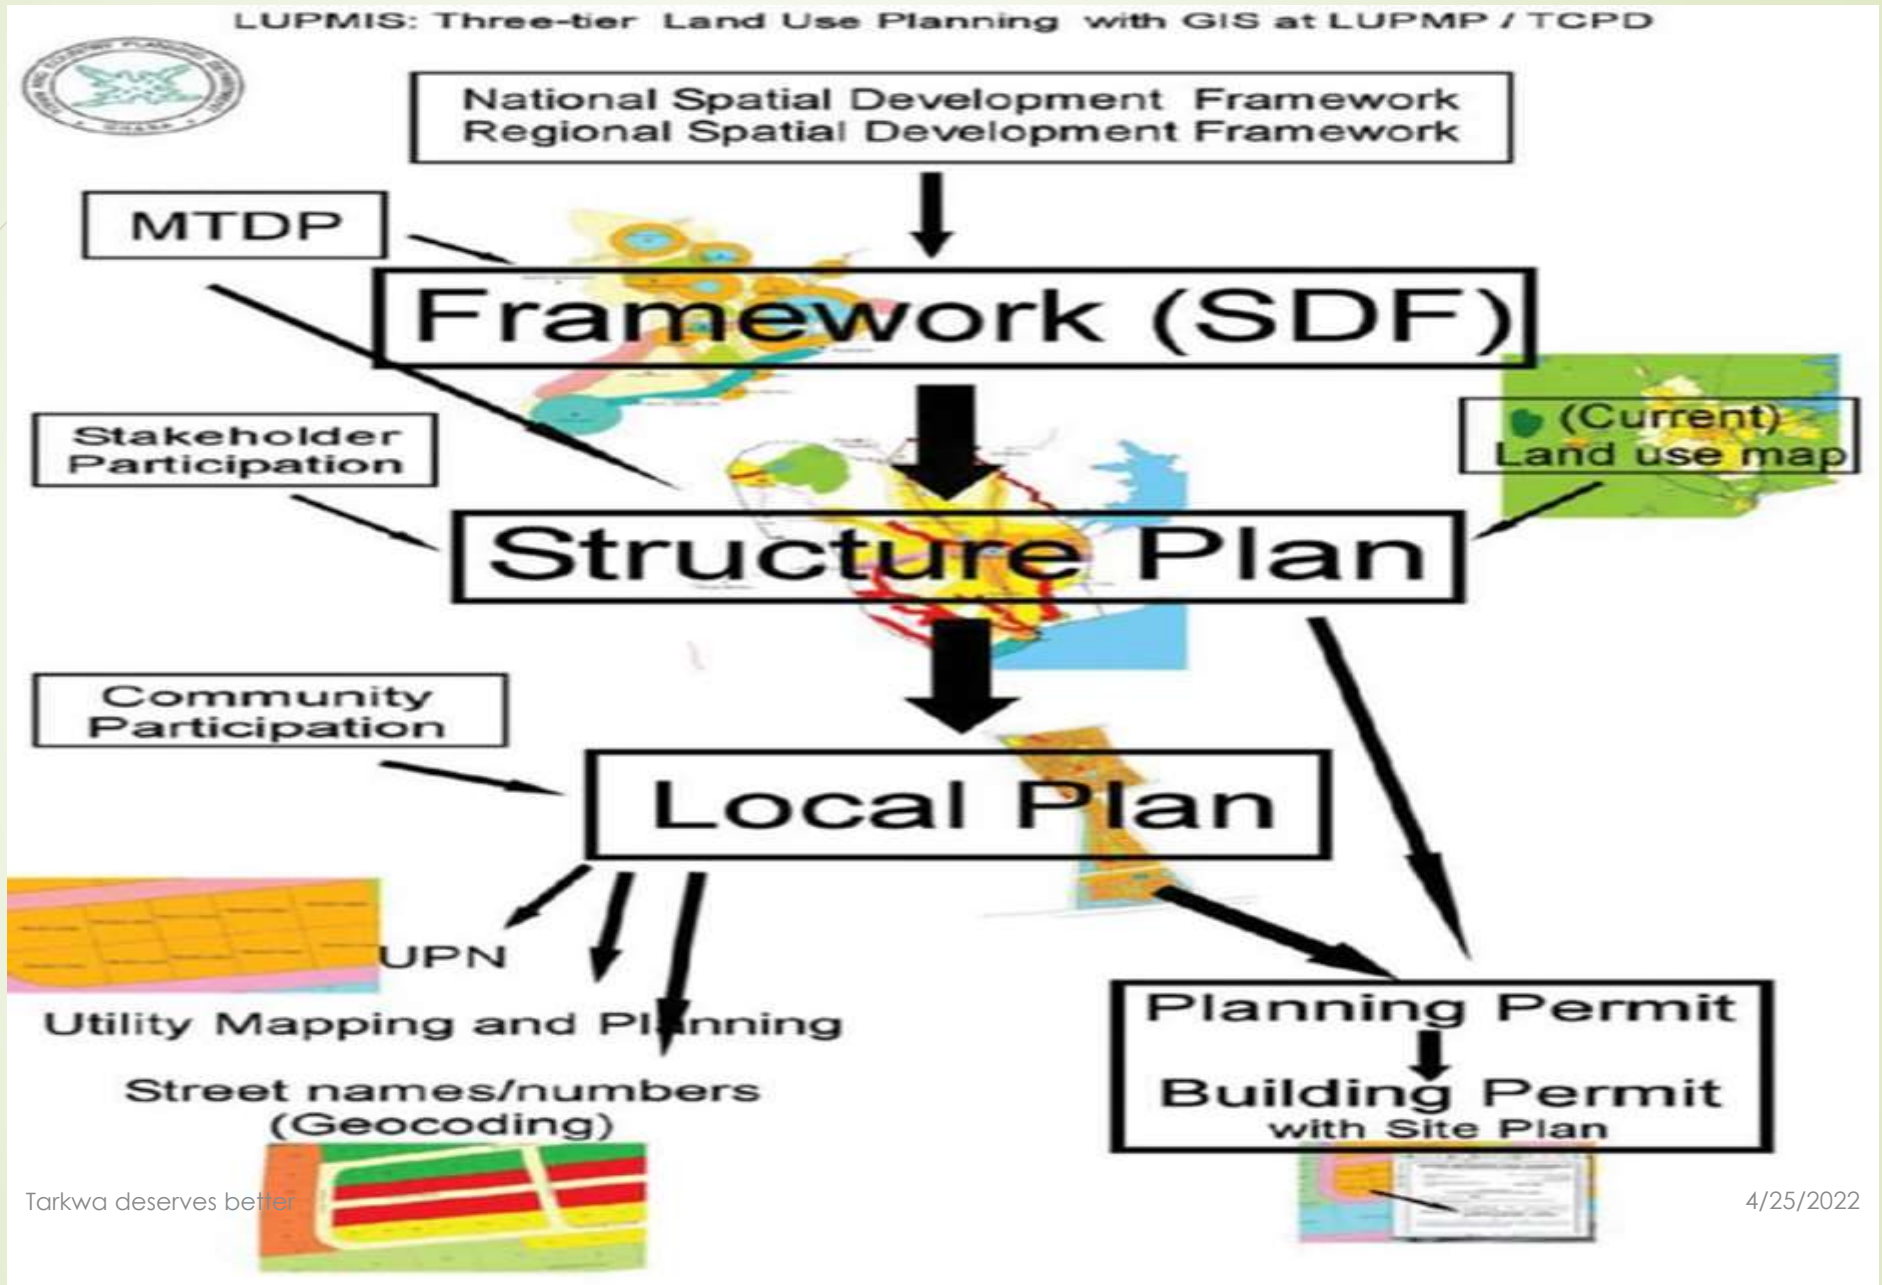 LUPMIS: Three-tier Land Use Planning with GIS at LUPMP / TCPD
National Spatial Development Framework
Regional Spatial Development Framework
MTDP
Framework (SDF)
Stakeholder
Participation
(Current)
Land use map
Structure Plan
Community
Participation
Local Plan
UPN
Utility Mapping and Planning
Street names/numbers
(Geocoding)
Planning Permit
Building Permit
with Site Plan
Tarkwa deserves better
4/25/2022